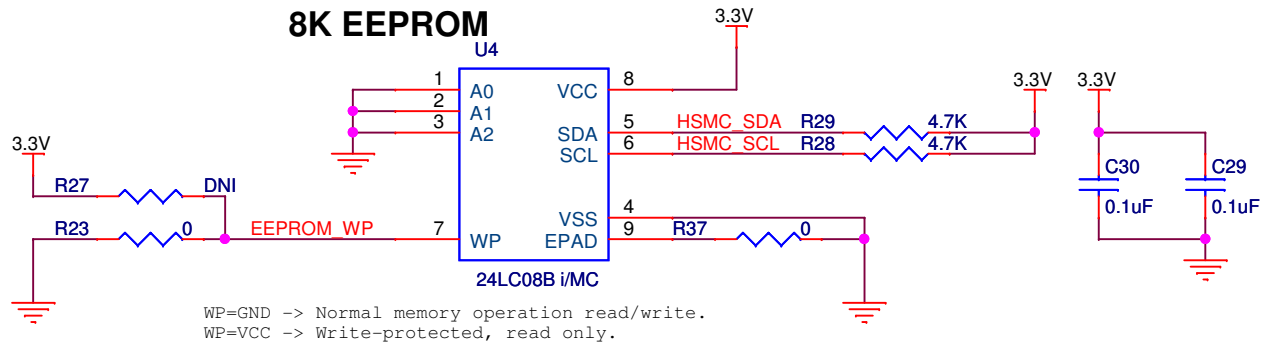 8K EEPROM
U4
3.3V
1 A0 VCC 8
2 A1
3 A2 SDA 5 HSMC_SDA R29 4.7K
SCL 6 HSMC_SCL R28 4.7K
3.3V 3.3V
3.3V
R27 DNI
R23 0 EEPROM_WP 7 WP
VSS 4
EPAD 9 R37 0
C30 C29
0.1uF 0.1uF
24LC08B i/MC
WP=GND -> Normal memory operation read/write.
WP=VCC -> Write-protected, read only.